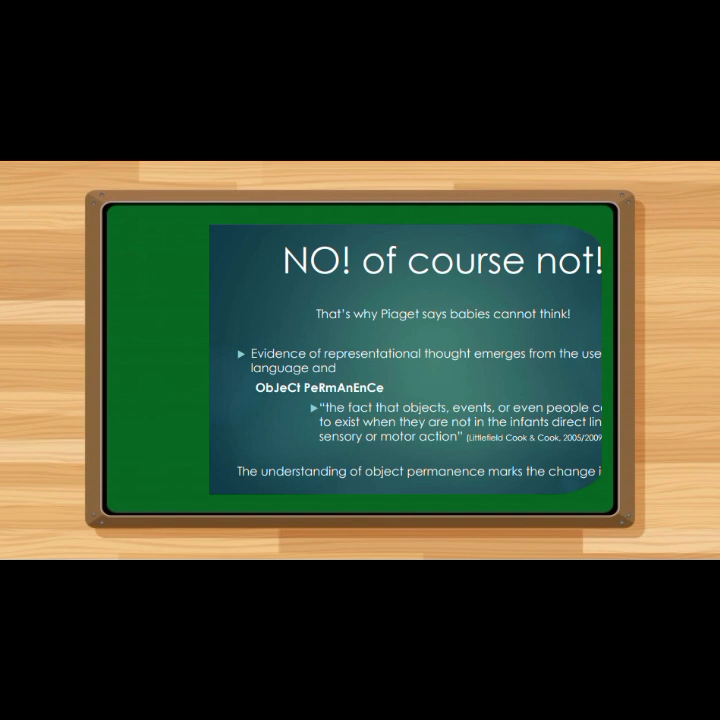 NO! of course not!
That's why Piaget says babies cannot think!
Evidence of representational thought emerges from the use
language and
ObJeCt PeRmAnEnCe
"the fact that objects, events, or even people
to exist when they are not in the infants direct
sensory or motor action" (Littlefield Cook & Cook, 2005/2009
The understanding of object permanence marks the change